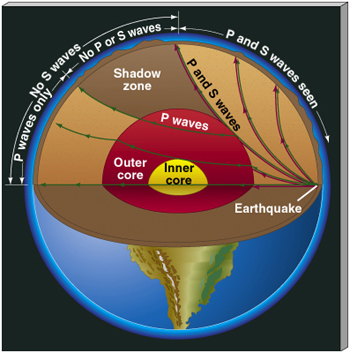 No S waves
P waves only
No P or S waves
P and S waves seen
Shadow
zone
P and S waves
P waves
Outer
core
Inner
core
Earthquake